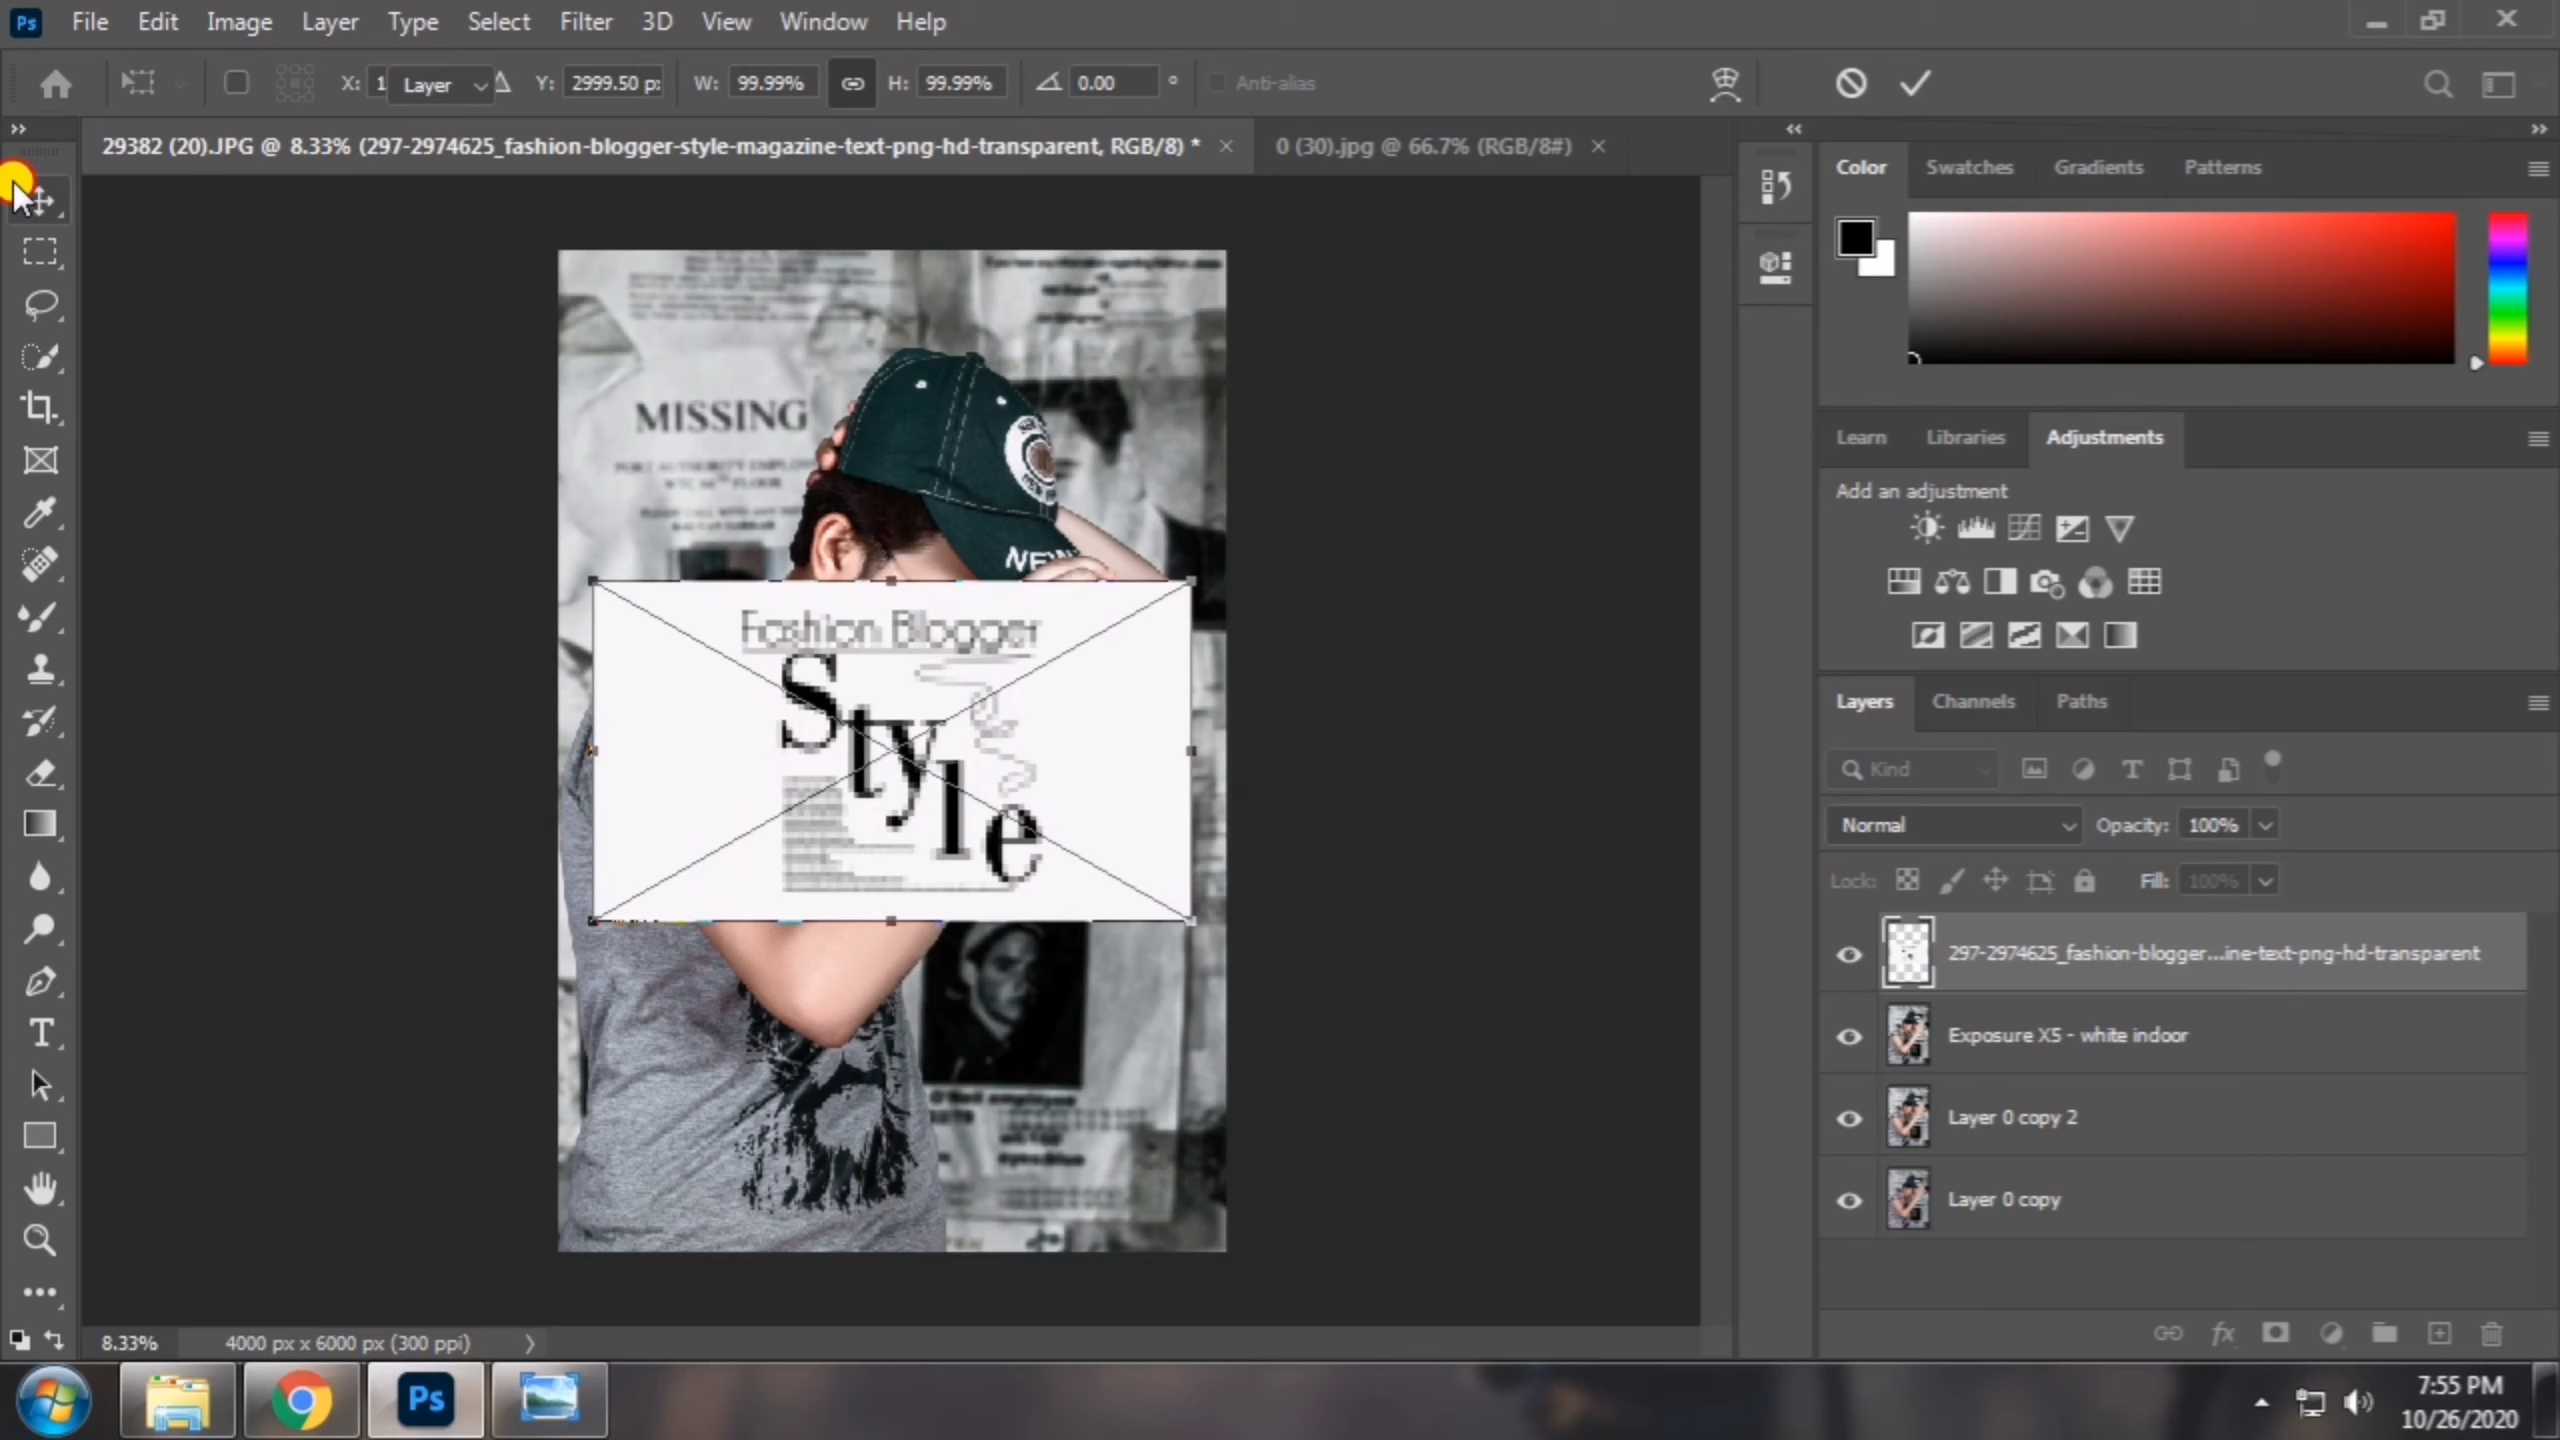 Ps File Edit Image Layer Type Select Filter 3D View Window Help
X: 1 Layer Y: 2999.50 p: W: 99.99% H: 99.99% 0.00 ° Anti-alias
29382 (20).JPG @ 8.33% (297-2974625_fashion-blogger-style-magazine-text-png-hd-transparent, RGB/8) * ×
0 (30).jpg @ 66.7% (RGB/8#) ×
Color Swatches Gradients Patterns
Learn Libraries Adjustments
Add an adjustment
MISSING
NEW
Fashion Blogger
Style
Layers Channels Paths
Kind
Normal Opacity: 100%
Lock: Fill: 100%
297-2974625_fashion-blogger...ine-text-png-hd-transparent
Exposure X5 - white indoor
Layer 0 copy 2
Layer 0 copy
8.33% 4000 px x 6000 px (300 ppi)
Ps
7:55 PM
10/26/2020